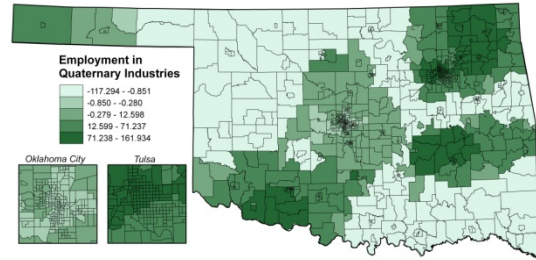 Employment in
Quaternary Industries
-117.294 - -0.851
-0.850 - -0.280
-0.279 - 12.598
12.599 - 71.237
71.238 - 161.934
Oklahoma City
Tulsa